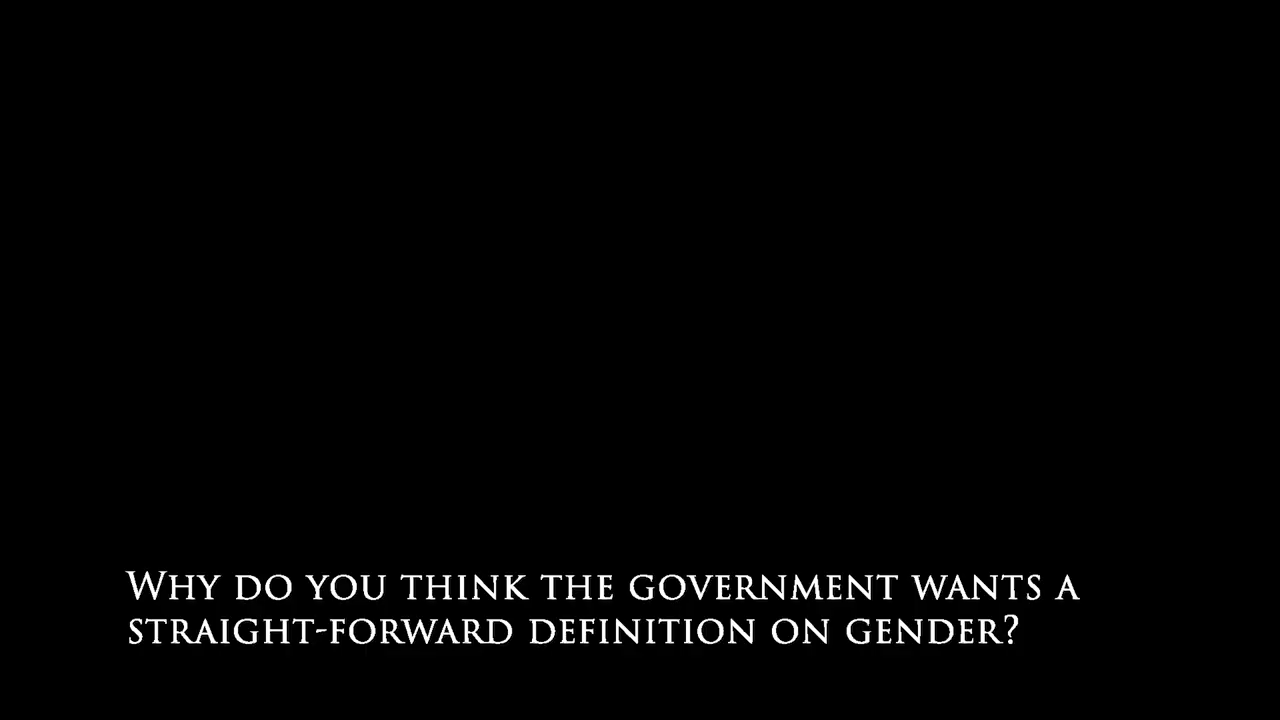 Why do you think the government wants a
straight-forward definition on gender?